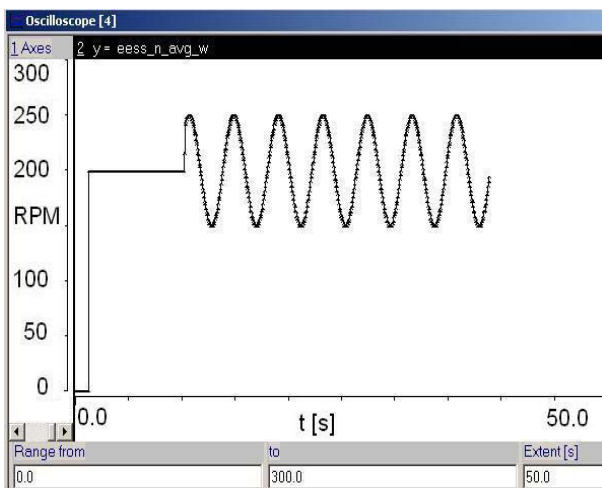 Oscilloscope [4]
1 Axes
2 y = eess_n_avg_w
300
250
200
RPM
100
50
0
0.0
t [s]
50.0
Range from
to
Extent [s]
0.0
300.0
50.0